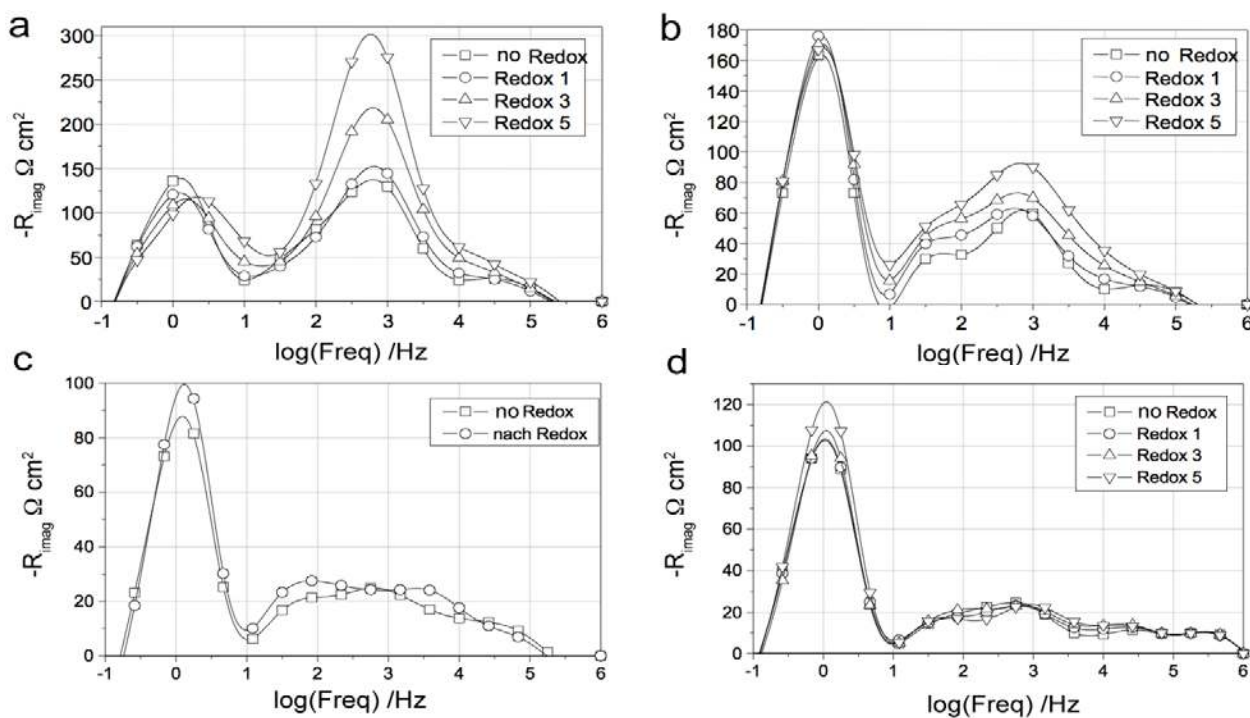 a
300
250
200
150
100
50
0
-R_imag Ω cm²
no Redox
Redox 1
Redox 3
Redox 5
-1 0 1 2 3 4 5 6
log(Freq) /Hz
b
180
160
140
120
100
80
60
40
20
0
-R_imag Ω cm²
no Redox
Redox 1
Redox 3
Redox 5
-1 0 1 2 3 4 5 6
log(Freq) /Hz
c
100
80
60
40
20
0
-R_imag Ω cm²
no Redox
nach Redox
-1 0 1 2 3 4 5 6
log(Freq) /Hz
d
120
100
80
60
40
20
0
-R_imag Ω cm²
no Redox
Redox 1
Redox 3
Redox 5
-1 0 1 2 3 4 5 6
log(Freq) /Hz